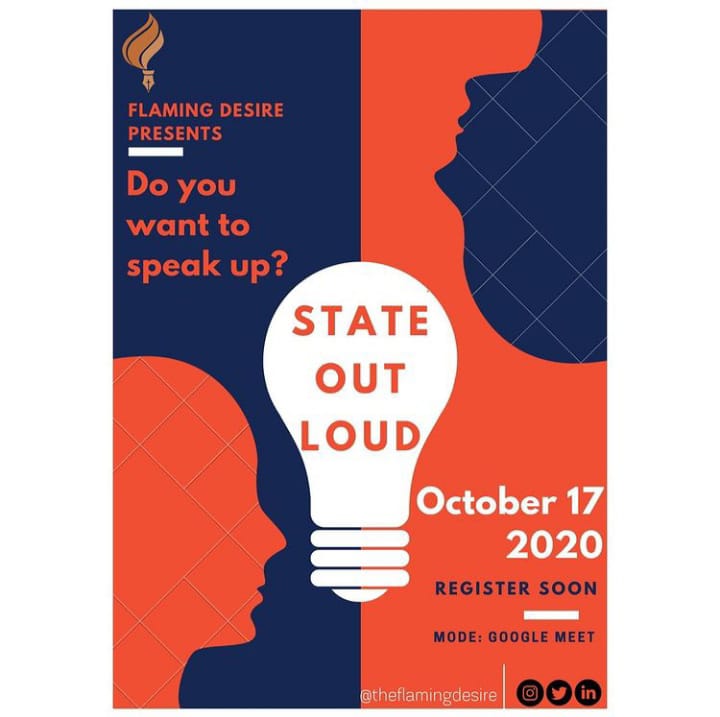 FLAMING DESIRE
PRESENTS
Do you
want to
speak up?
STATE
OUT
LOUD
October 17
2020
REGISTER SOON
MODE: GOOGLE MEET
@theflamingdesire